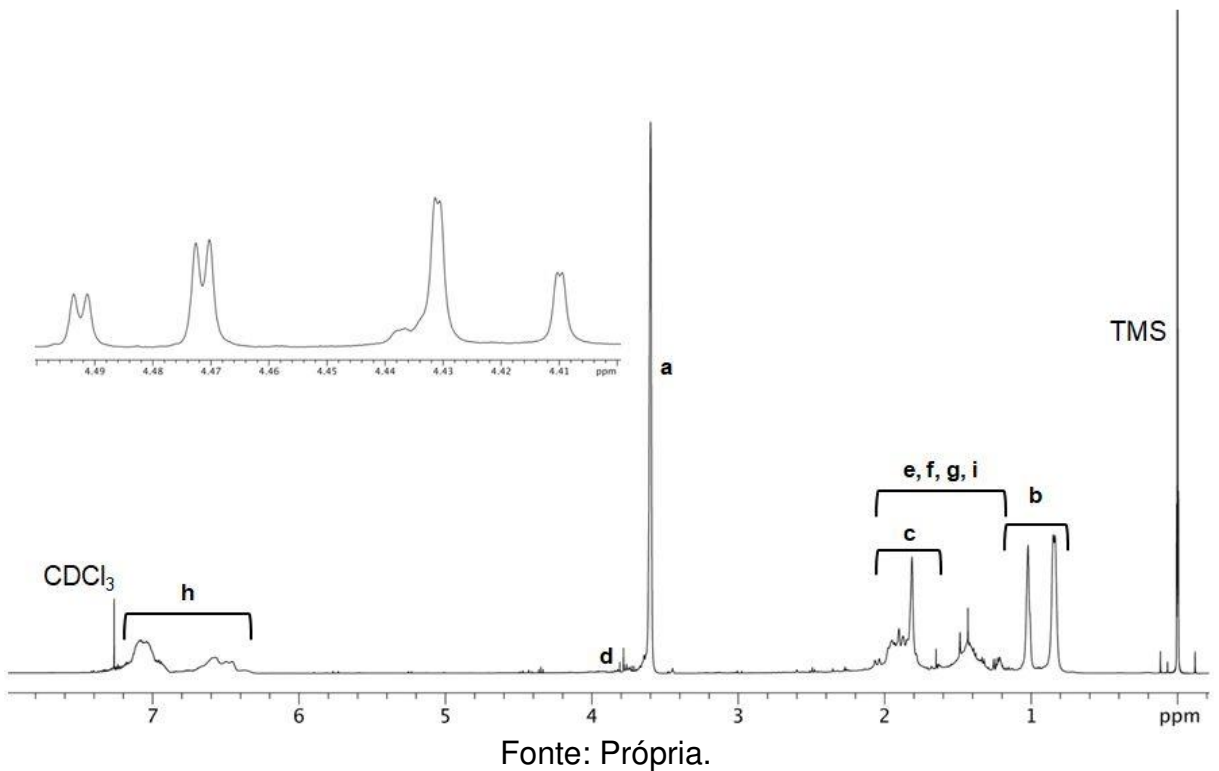 4.49 4.48 4.47 4.46 4.45 4.44 4.43 4.42 4.41 ppm
TMS
a
e, f, g, i
b
c
CDCl₃
h
d
7 6 5 4 3 2 1 ppm
Fonte: Própria.